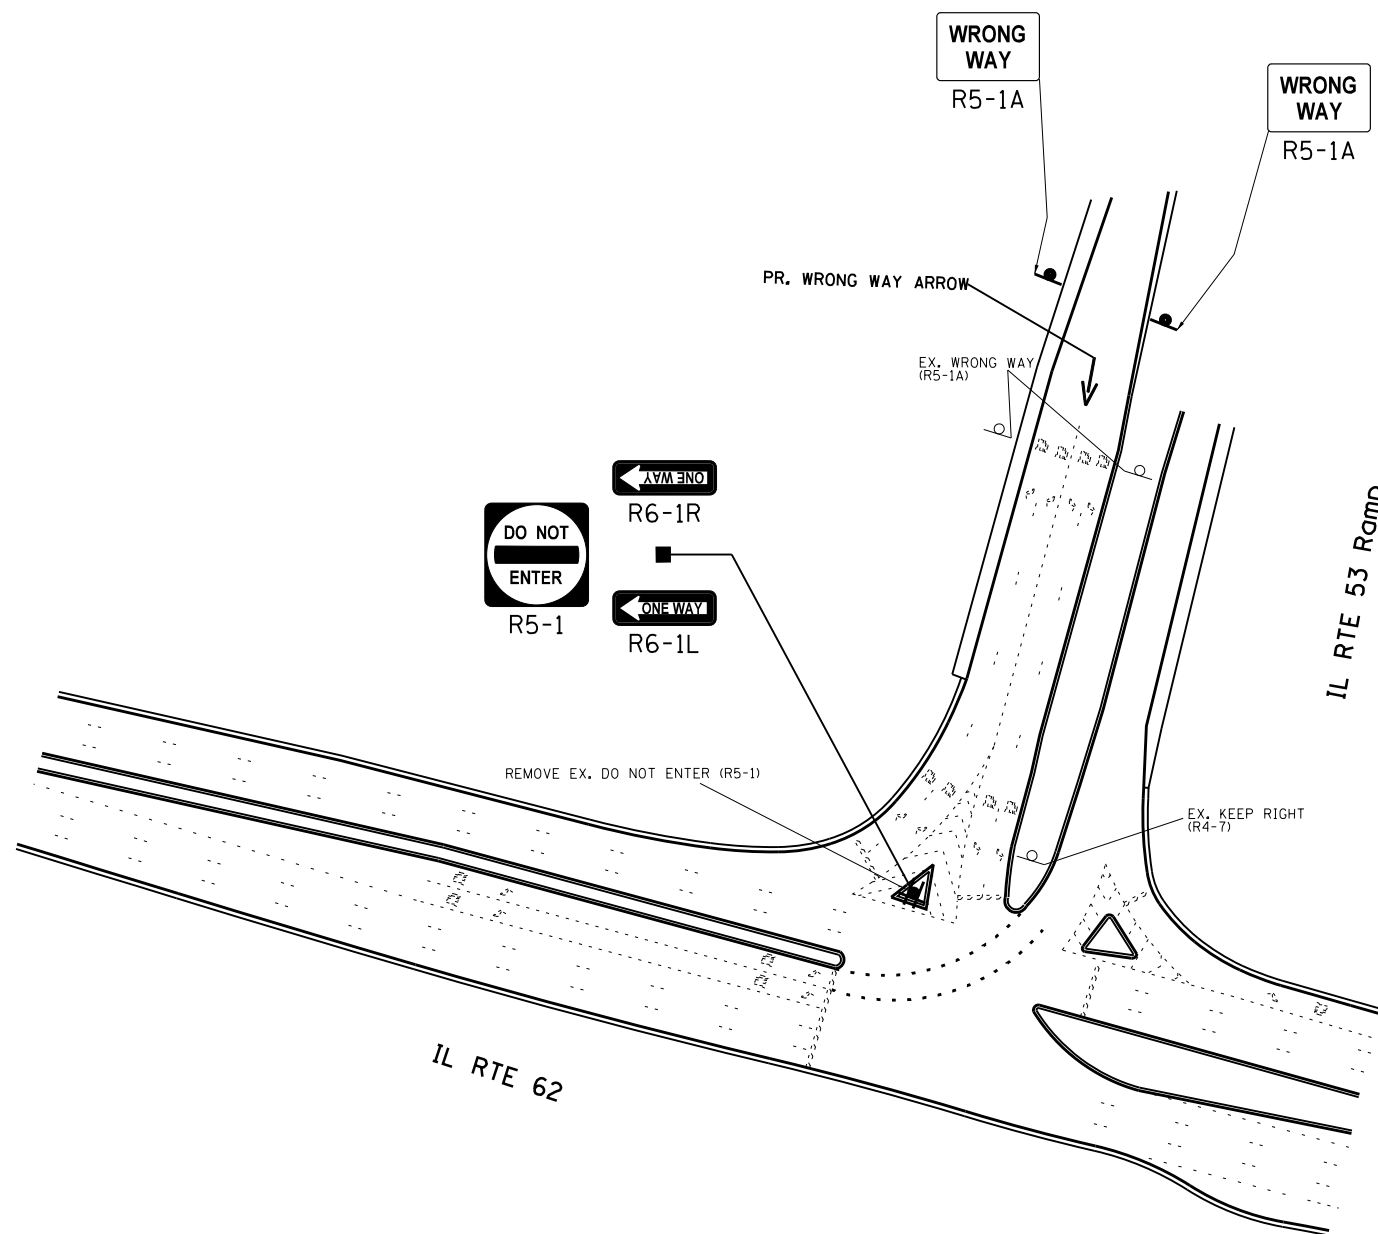 WRONG
WAY
R5-1A
WRONG
WAY
R5-1A
PR. WRONG WAY ARROW
EX. WRONG WAY
(R5-1A)
ONE WAY
R6-1R
DO NOT
ENTER
R5-1
ONE WAY
R6-1L
IL RTE 53 Ramp
REMOVE EX. DO NOT ENTER (R5-1)
EX. KEEP RIGHT
(R4-7)
IL RTE 62